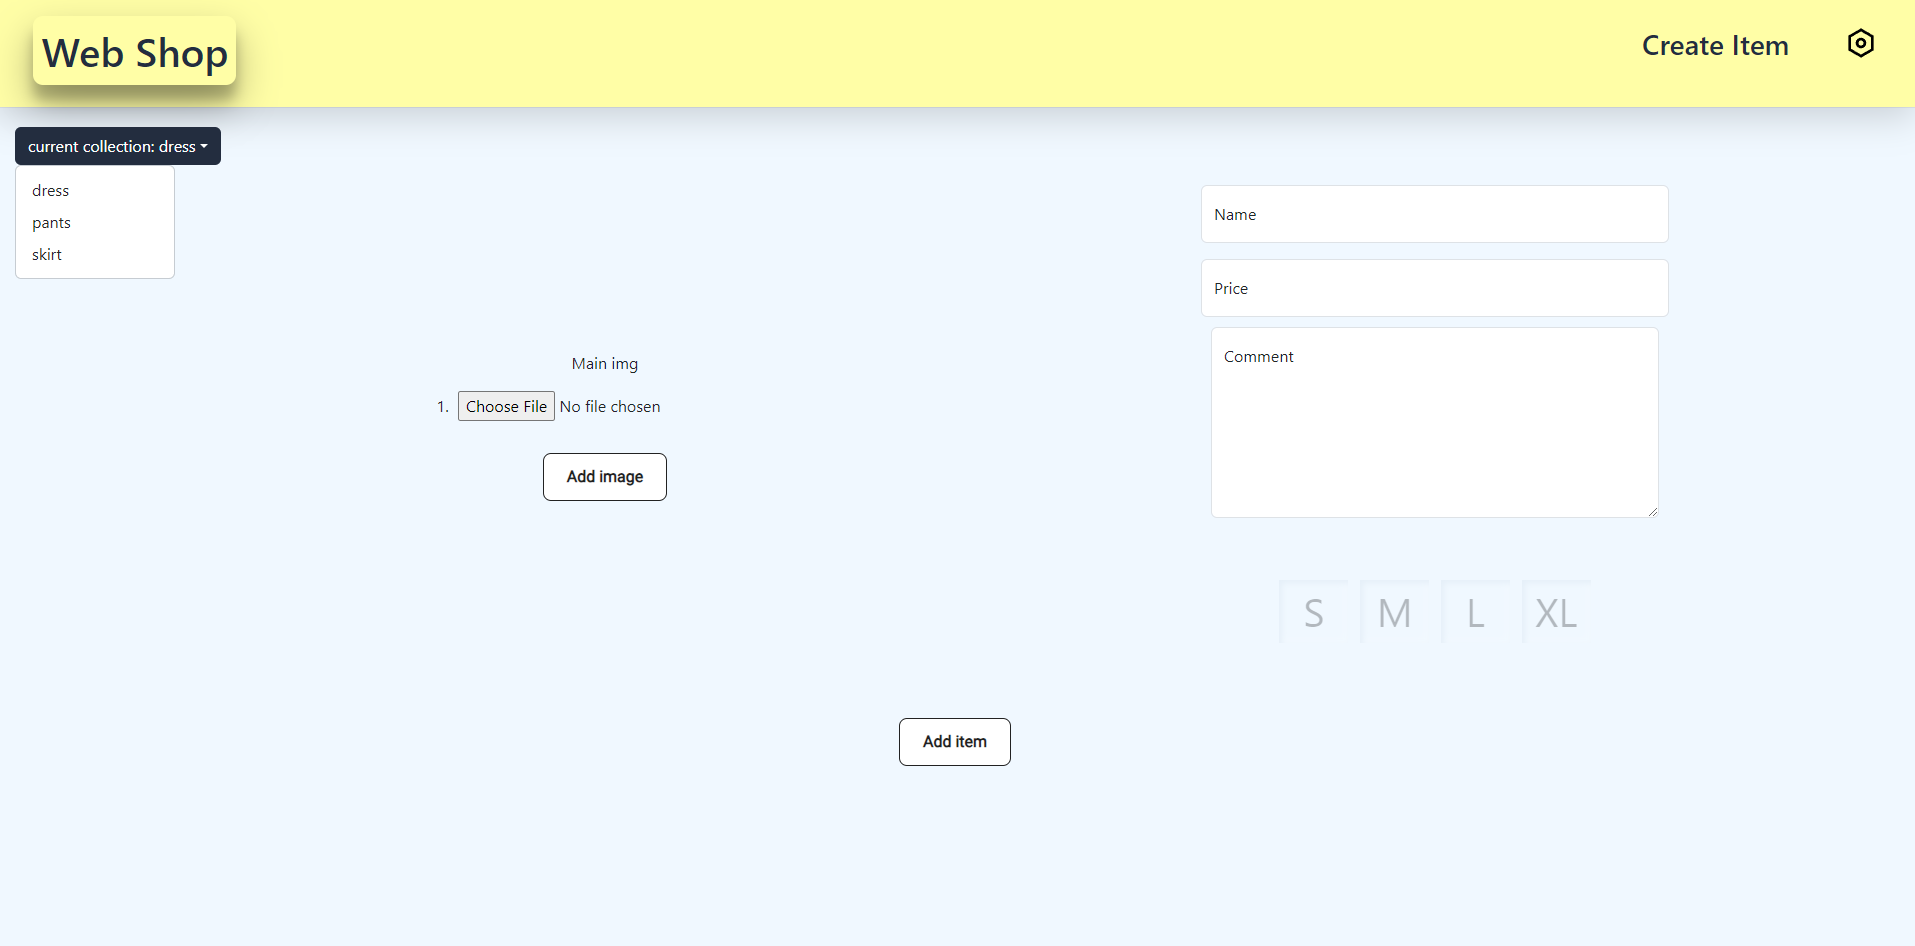 Web Shop
Create Item
current collection: dress
dress
pants
skirt
Name
Price
Comment
Main img
1. Choose File No file chosen
Add image
S M L XL
Add item